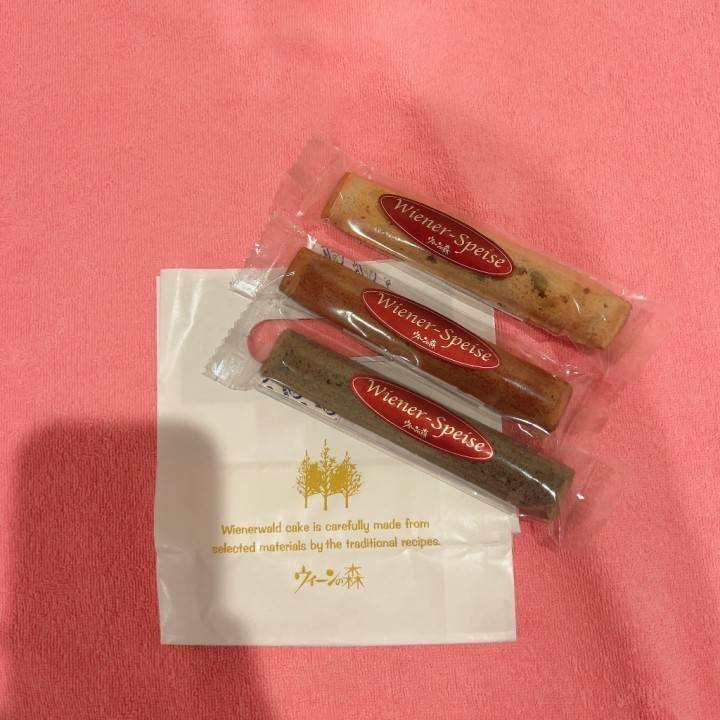 Wiener-Speise
ウィーンの森
Wiener-Speise
ウィーンの森
Wiener-Speise
ウィーンの森
Wienerwald cake is carefully made from
selected materials by the traditional recipes.
ウィーンの森